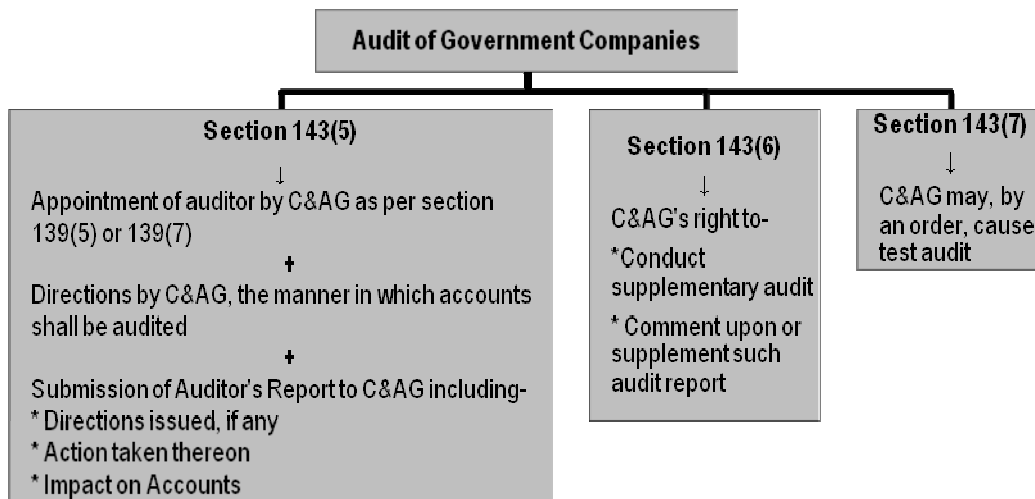 Audit of Government Companies
Section 143(5)
↓
Appointment of auditor by C&AG as per section
139(5) or 139(7)
+
Directions by C&AG, the manner in which accounts
shall be audited
+
Submission of Auditor's Report to C&AG including-
* Directions issued, if any
* Action taken thereon
* Impact on Accounts
Section 143(6)
↓
C&AG's right to-
*Conduct
supplementary audit
* Comment upon or
supplement such
audit report
Section 143(7)
↓
C&AG may, by
an order, cause
test audit